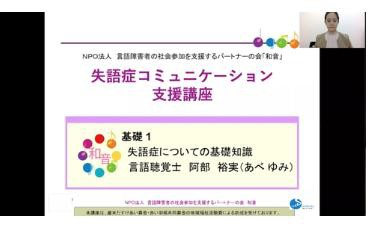 NPO法人 言語障害者の社会参加を支援するパートナーの会「和音」
失語症コミュニケーション
支援講座
和音
基礎１
失語症についての基礎知識
言語聴覚士 阿部 裕実(あべ ゆみ)
NPO法人 言語障害者の社会参加を支援するパートナーの会 和音